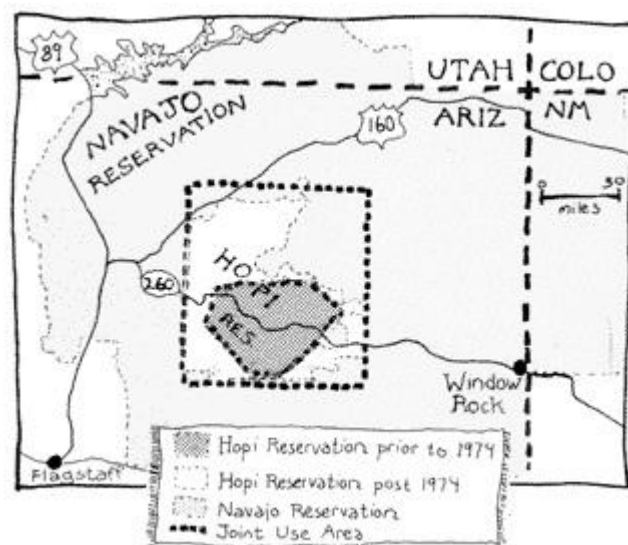 89
UTAH
COLO
NAVAJO
RESERVATION
160
ARIZ
NM
0 30
miles
HOPI
RES.
260
Window
Rock
Flagstaff
Hopi Reservation prior to 1974
Hopi Reservation post 1974
Navajo Reservation
Joint Use Area